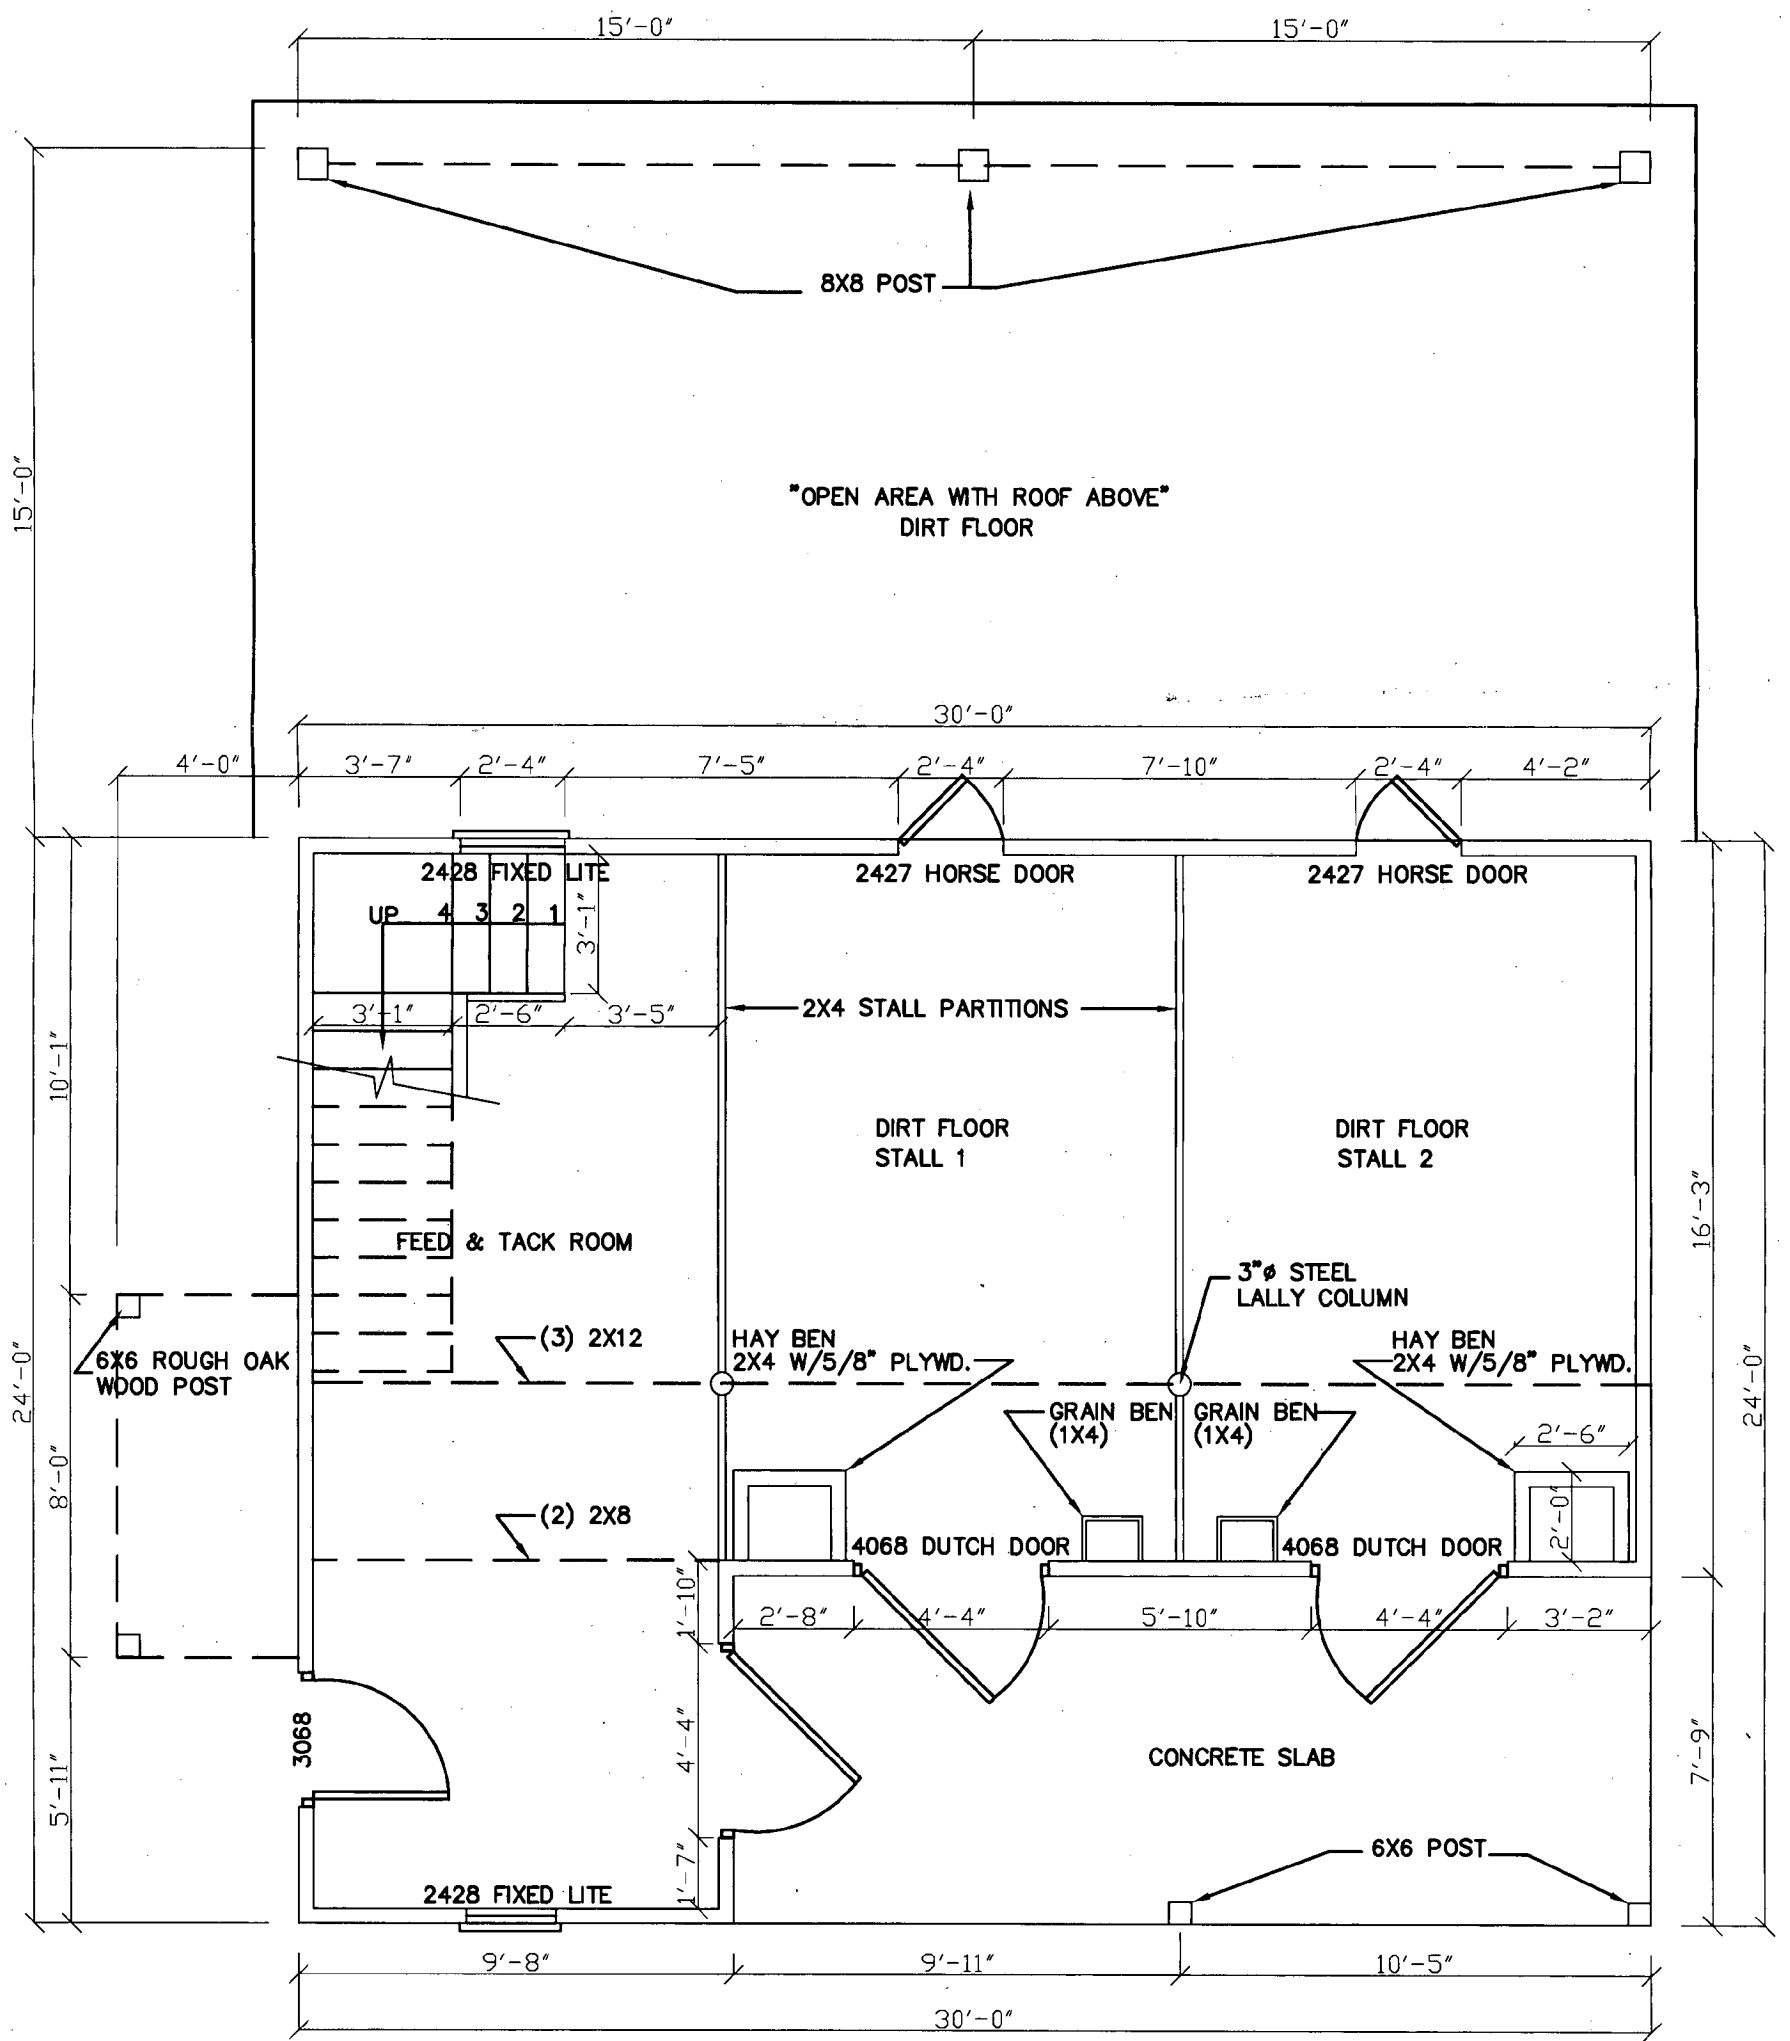 15'-0"
15'-0"
8X8 POST
15'-0"
"OPEN AREA WITH ROOF ABOVE"
DIRT FLOOR
30'-0"
4'-0"
3'-7"
2'-4"
7'-5"
2'-4"
7'-10"
2'-4"
4'-2"
2428 FIXED LITE
2427 HORSE DOOR
2427 HORSE DOOR
UP 4 3 2 1
3'-1"
2X4 STALL PARTITIONS
3'-1"
2'-6"
3'-5"
10'-1"
DIRT FLOOR
STALL 1
DIRT FLOOR
STALL 2
16'-3"
FEED & TACK ROOM
3"ø STEEL
LALLY COLUMN
(3) 2X12
HAY BEN
2X4 W/5/8" PLYWD.
HAY BEN
2X4 W/5/8" PLYWD.
6X6 ROUGH OAK
WOOD POST
24'-0"
24'-0"
GRAIN BEN
(1X4)
GRAIN BEN
(1X4)
2'-6"
8'-0"
(2) 2X8
2'-0"
4068 DUTCH DOOR
4068 DUTCH DOOR
1'-10"
2'-8"
4'-4"
5'-10"
4'-4"
3'-2"
3068
4'-4"
CONCRETE SLAB
7'-9"
5'-11"
6X6 POST
1'-7"
2428 FIXED LITE
9'-8"
9'-11"
10'-5"
30'-0"